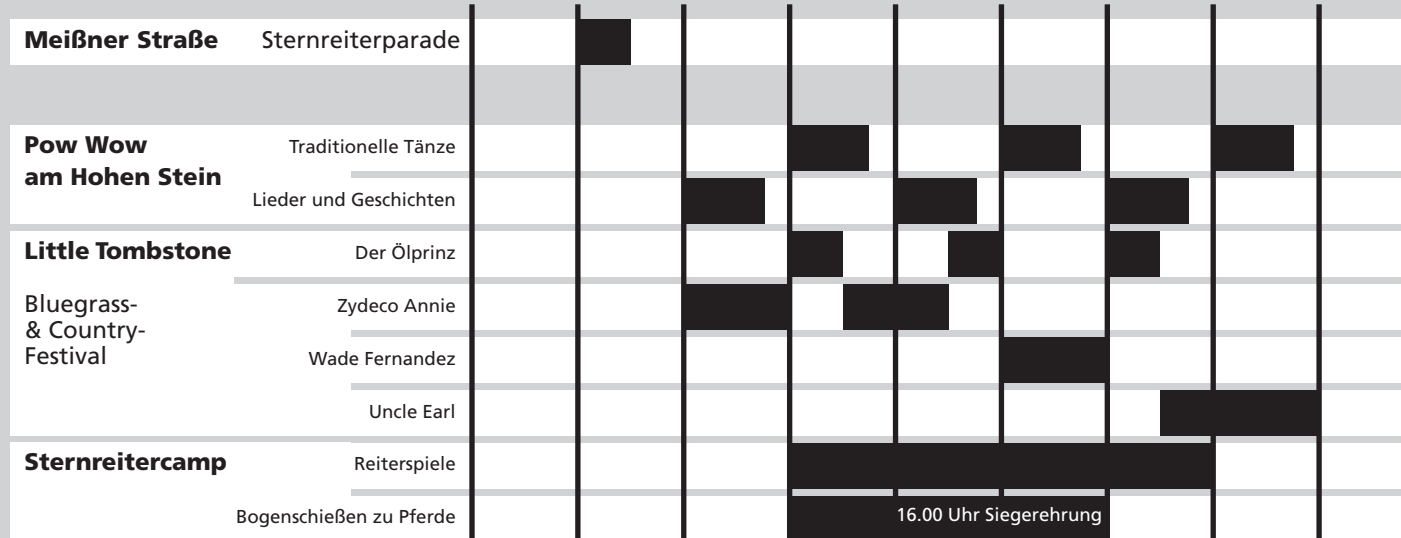 Meißner Straße Sternreiterparade
Pow Wow
am Hohen Stein
Traditionelle Tänze
Lieder und Geschichten
Little Tombstone
Der Ölprinz
Bluegrass-
& Country-
Festival
Zydeco Annie
Wade Fernandez
Uncle Earl
Sternreitercamp
Reiterspiele
Bogenschießen zu Pferde
16.00 Uhr Siegerehrung